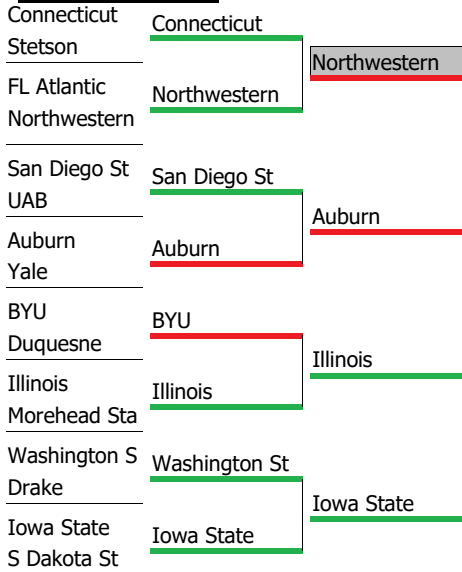 Connecticut
Stetson
FL Atlantic
Northwestern
San Diego St
UAB
Auburn
Yale
BYU
Duquesne
Illinois
Morehead Sta
Washington S
Drake
Iowa State
S Dakota St
Connecticut
Northwestern
San Diego St
Auburn
BYU
Illinois
Washington St
Iowa State
Northwestern
Auburn
Illinois
Iowa State